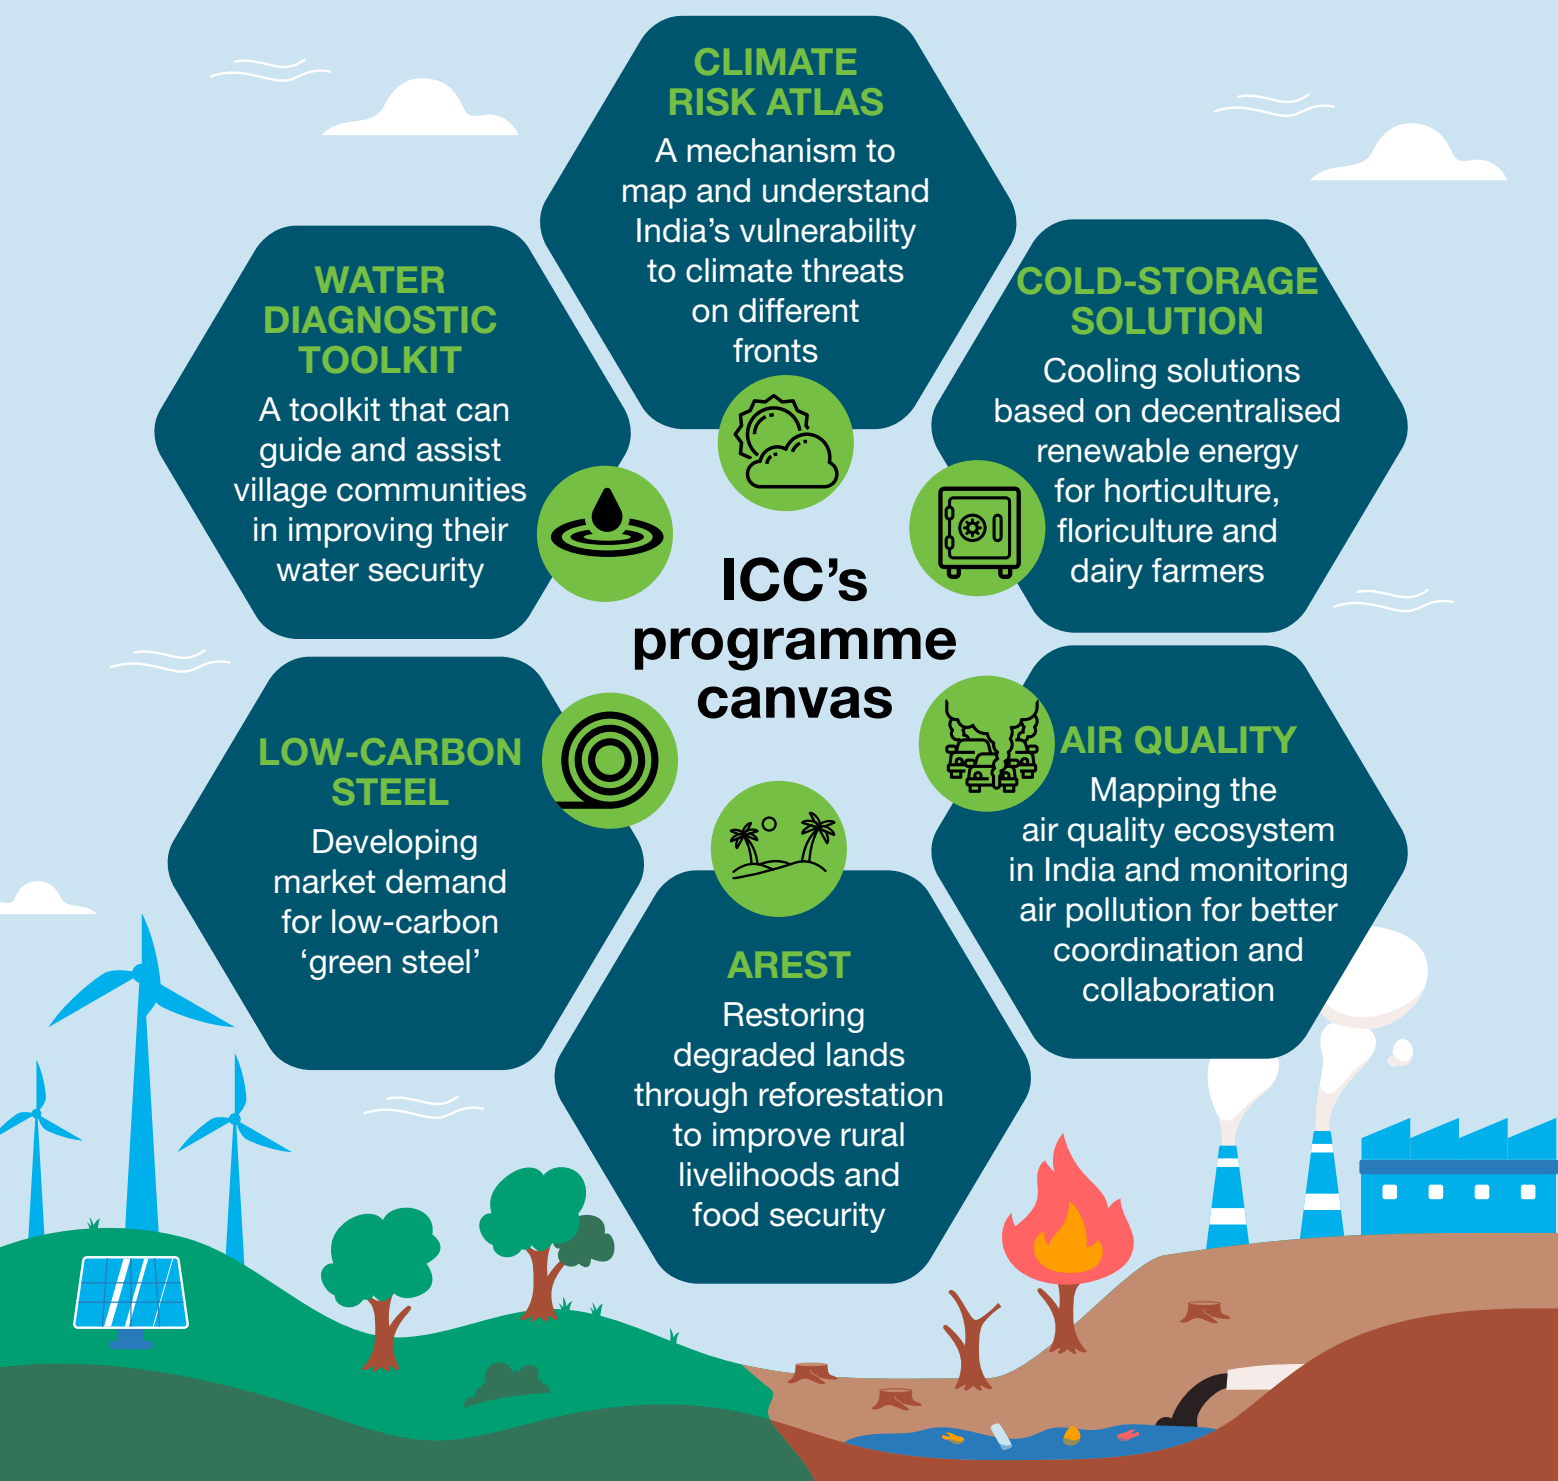 CLIMATE
RISK ATLAS
A mechanism to
map and understand
India’s vulnerability
to climate threats
on different
fronts
WATER
DIAGNOSTIC
TOOLKIT
A toolkit that can
guide and assist
village communities
in improving their
water security
COLD-STORAGE
SOLUTION
Cooling solutions
based on decentralised
renewable energy
for horticulture,
floriculture and
dairy farmers
ICC’s
programme
canvas
LOW-CARBON
STEEL
Developing
market demand
for low-carbon
‘green steel’
AIR QUALITY
Mapping the
air quality ecosystem
in India and monitoring
air pollution for better
coordination and
collaboration
AREST
Restoring
degraded lands
through reforestation
to improve rural
livelihoods and
food security